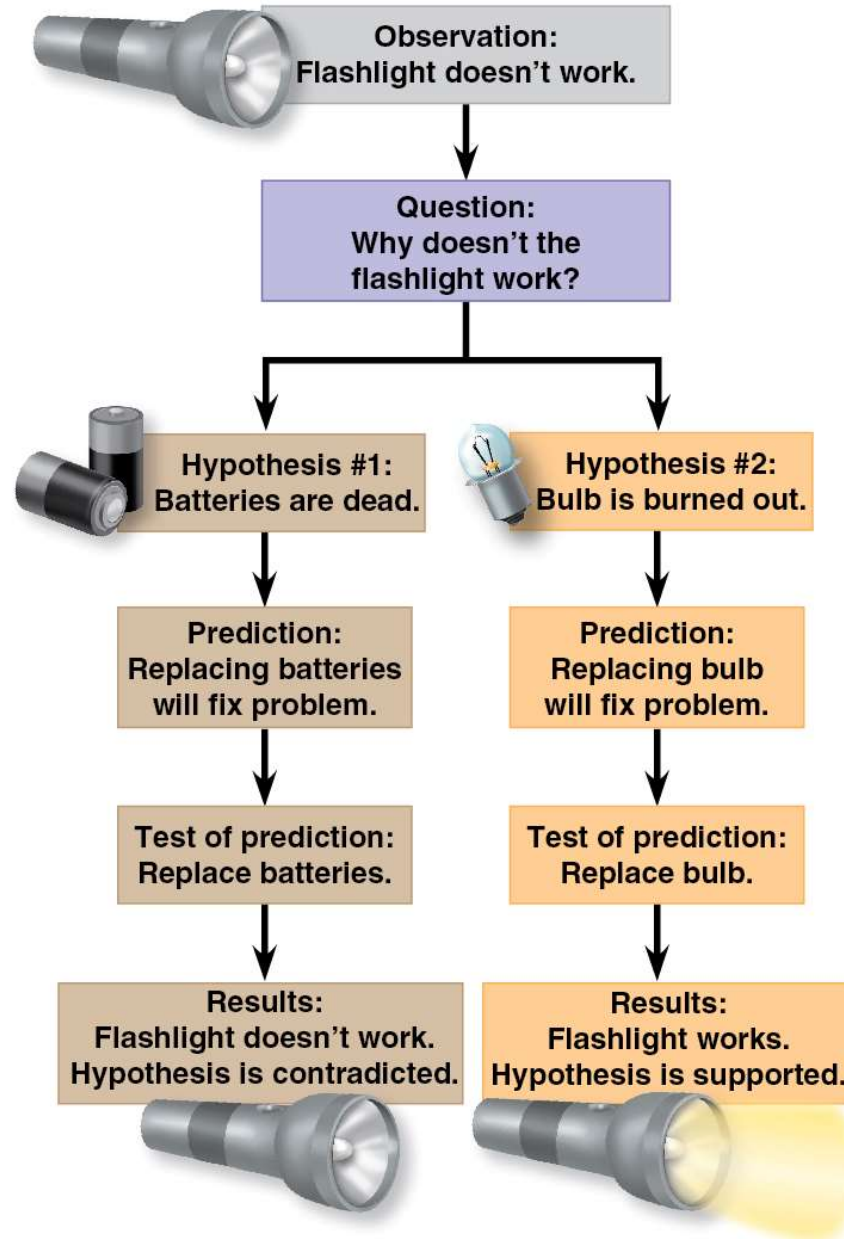 Observation:
Flashlight doesn’t work.
Question:
Why doesn’t the
flashlight work?
Hypothesis #1:
Batteries are dead.
Prediction:
Replacing batteries
will fix problem.
Test of prediction:
Replace batteries.
Results:
Flashlight doesn’t work.
Hypothesis is contradicted.
Hypothesis #2:
Bulb is burned out.
Prediction:
Replacing bulb
will fix problem.
Test of prediction:
Replace bulb.
Results:
Flashlight works.
Hypothesis is supported.